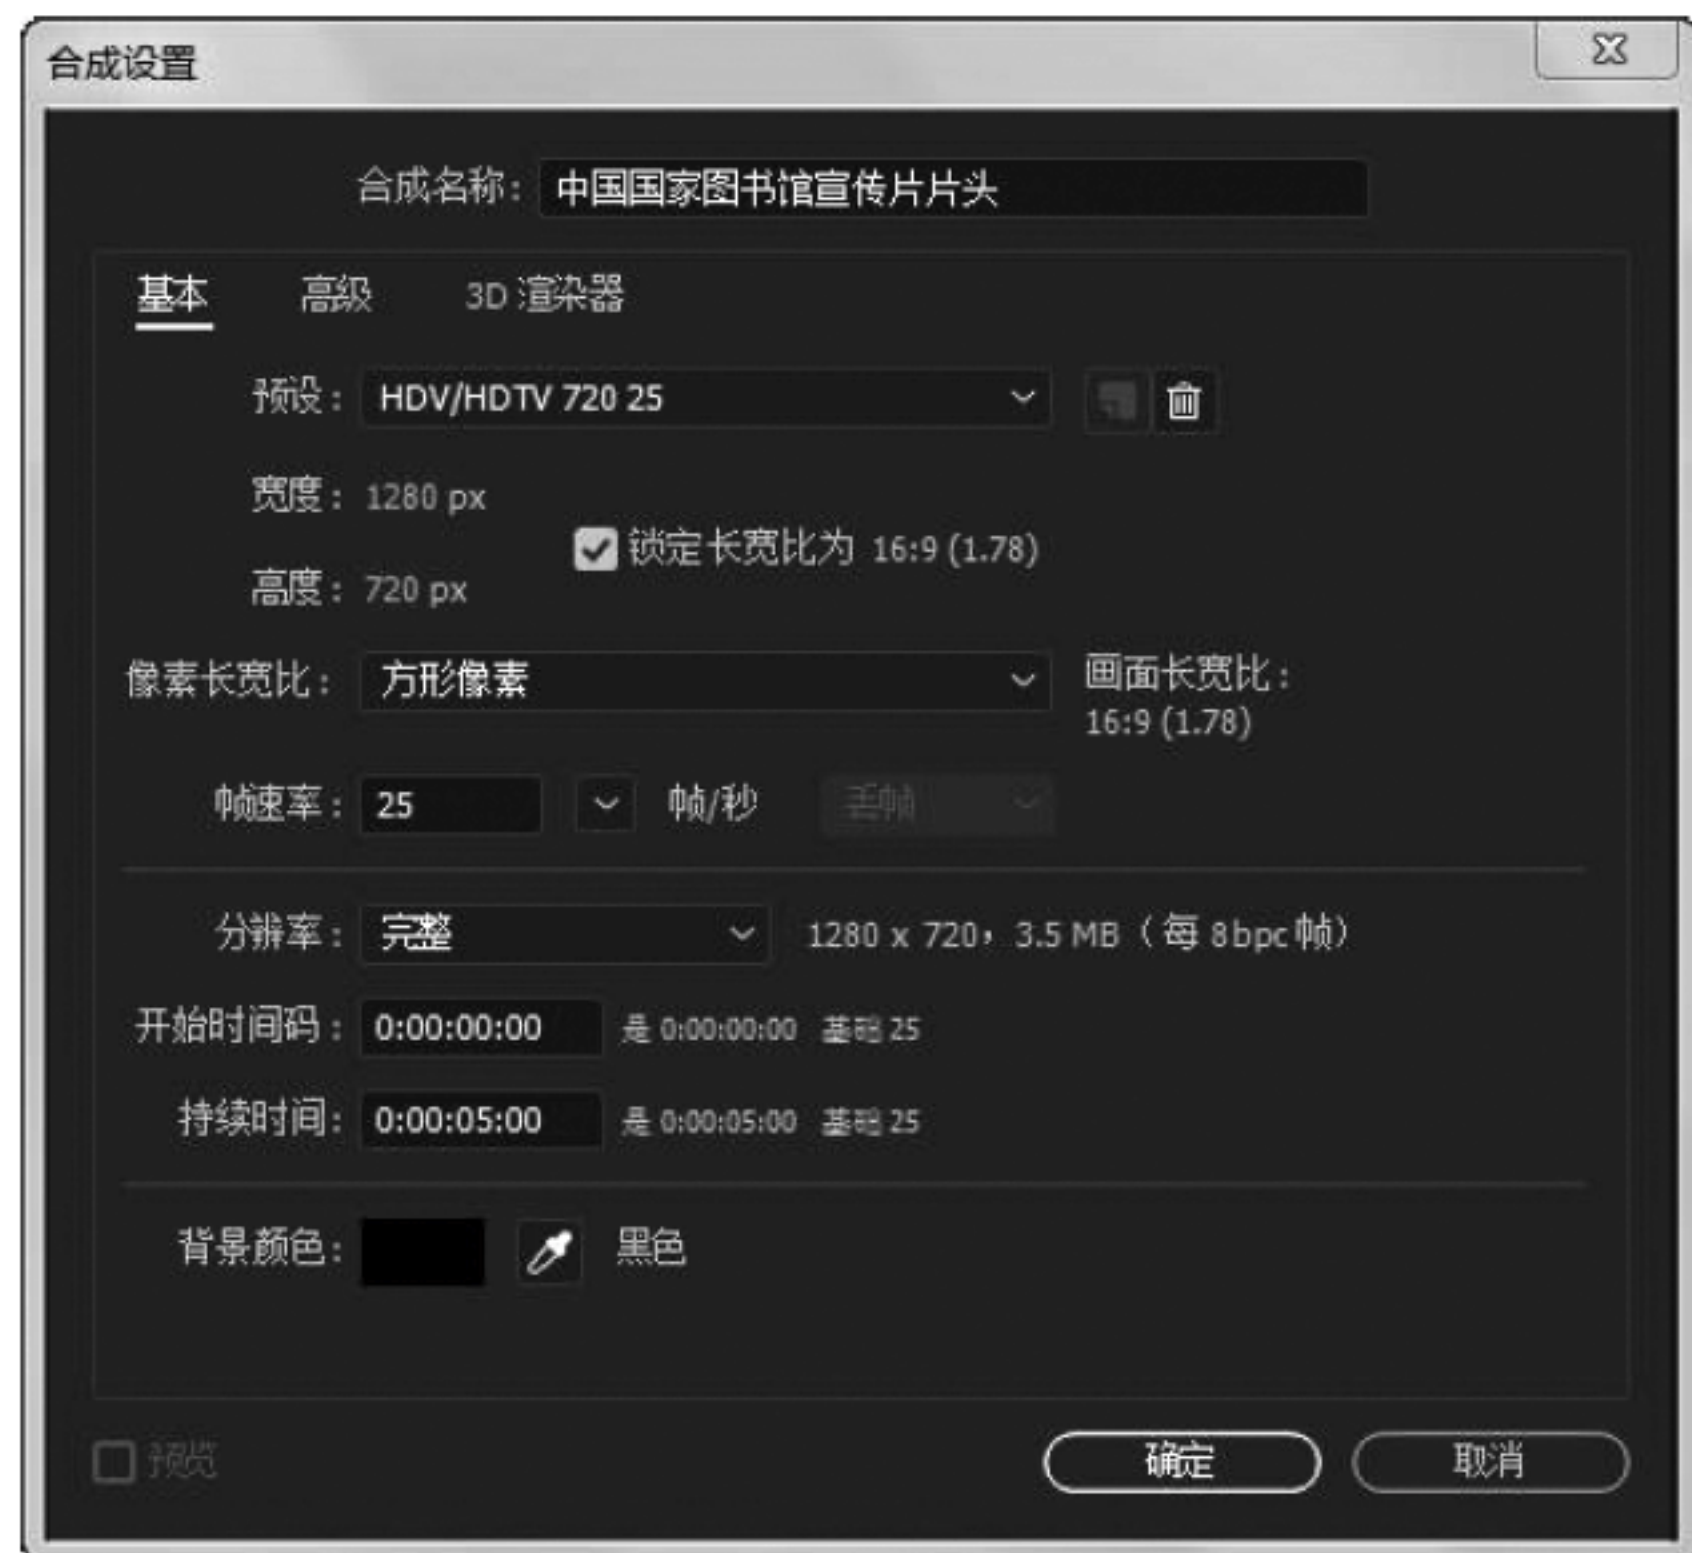 合成设置
合成名称: 中国国家图书馆宣传片片头
基本 高级 3D 渲染器
预设: HDV/HDTV 720 25
宽度: 1280 px
锁定长宽比为 16:9 (1.78)
高度: 720 px
像素长宽比: 方形像素
画面长宽比:
16:9 (1.78)
帧速率: 25 帧/秒 丢帧
分辨率: 完整 1280 x 720，3.5 MB（每 8bpc 帧）
开始时间码: 0:00:00:00 是 0:00:00:00 基础 25
持续时间: 0:00:05:00 是 0:00:05:00 基础 25
背景颜色: 黑色
预览 确定 取消